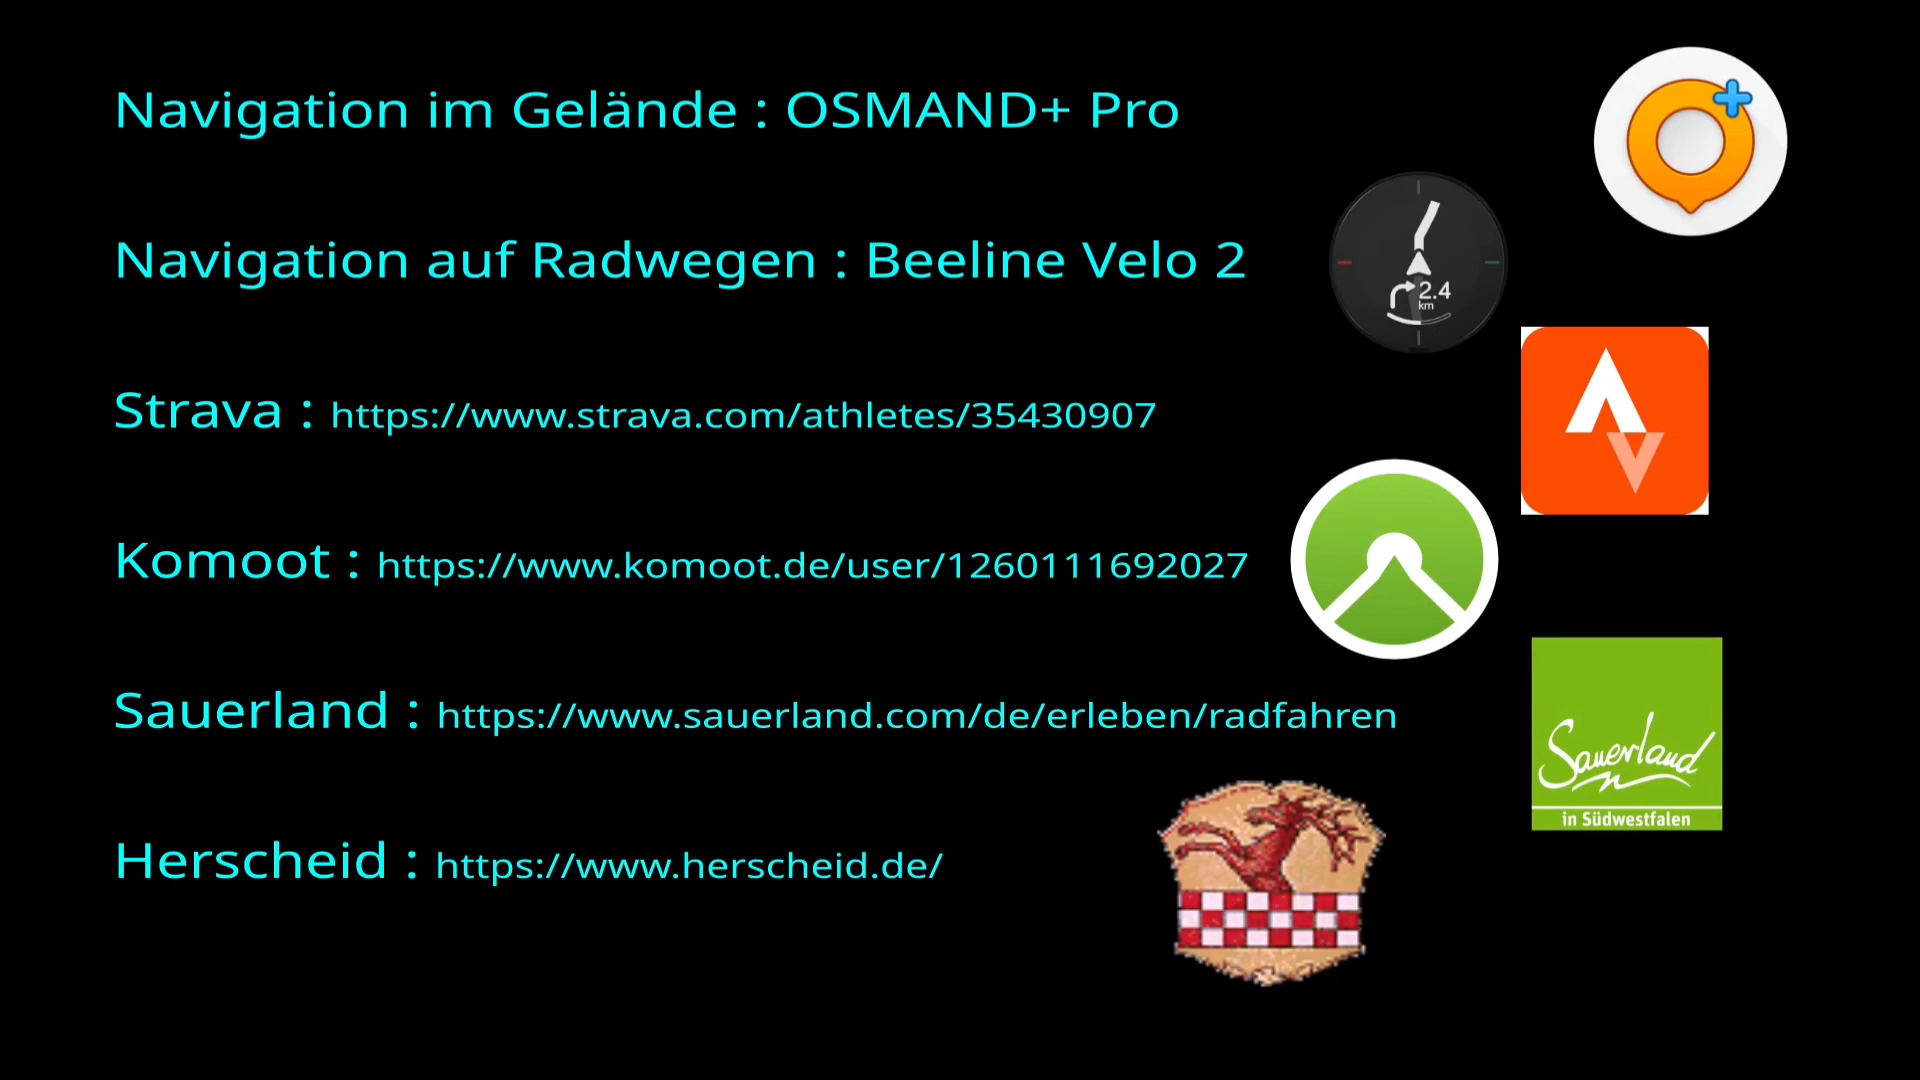 Navigation im Gelände : OSMAND+ Pro
Navigation auf Radwegen : Beeline Velo 2
2.4
km
Strava : https://www.strava.com/athletes/35430907
Komoot : https://www.komoot.de/user/1260111692027
Sauerland : https://www.sauerland.com/de/erleben/radfahren
Sauerland
in Südwestfalen
Herscheid : https://www.herscheid.de/